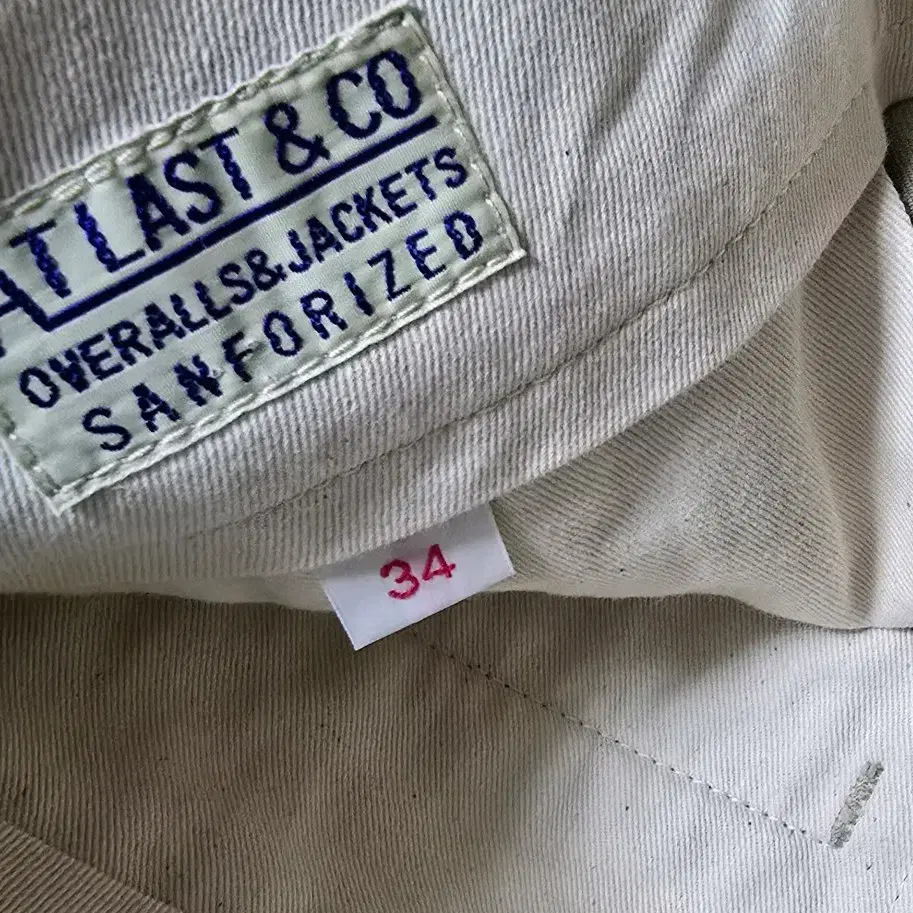 AT LAST & CO
OVERALLS & JACKETS
SANFORIZED
34